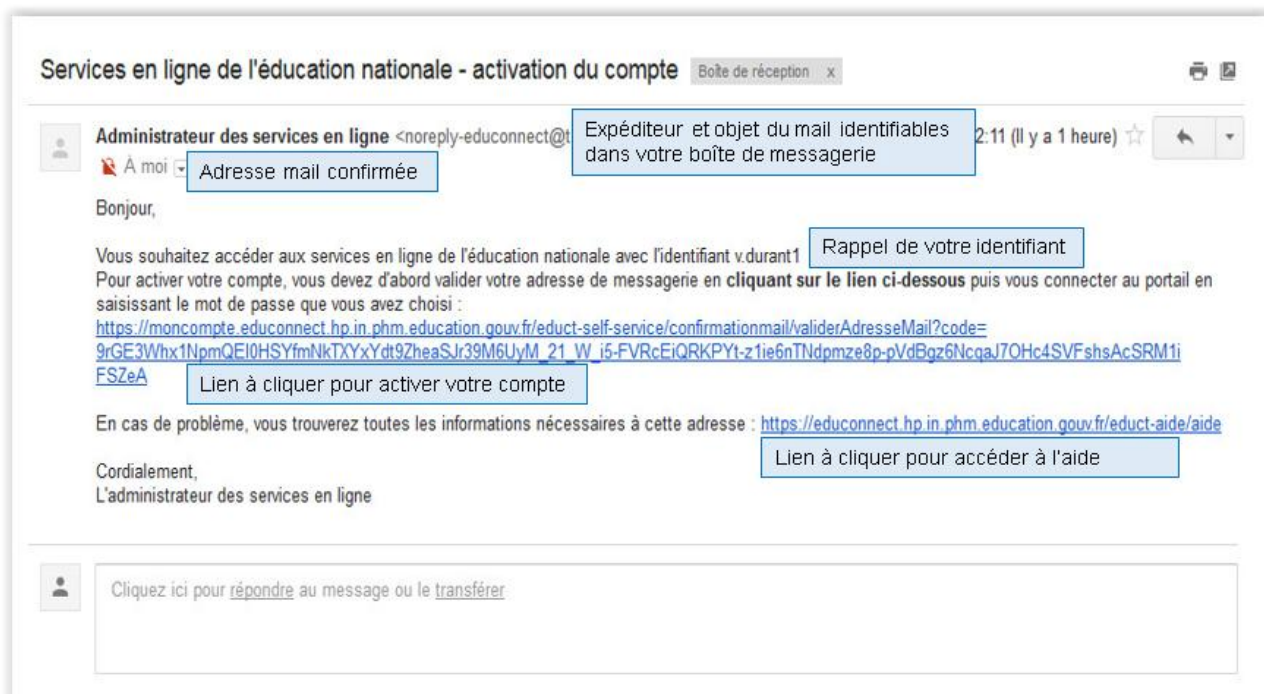 Services en ligne de l'éducation nationale - activation du compte Boîte de réception x
Administrateur des services en ligne <noreply-educonnect@t
Expéditeur et objet du mail identifiables
dans votre boîte de messagerie
2:11 (Il y a 1 heure)
À moi
Adresse mail confirmée
Bonjour,
Vous souhaitez accéder aux services en ligne de l'éducation nationale avec l'identifiant v.durant1
Rappel de votre identifiant
Pour activer votre compte, vous devez d'abord valider votre adresse de messagerie en cliquant sur le lien ci-dessous puis vous connecter au portail en
saisissant le mot de passe que vous avez choisi :
https://moncompte.educonnect.hp.in.phm.education.gouv.fr/educt-self-service/confirmationmail/validerAdresseMail?code=
9rGE3Whx1NpmQEI0HSYfmNkTXYxYdt9ZheaSJr39M6UyM_21_W_i5-FVRcEiQRKPYt-z1ie6nTNdpmze8p-pVdBgz6NcqaJ7OHc4SVFshsAcSRM1i
FSZeA
Lien à cliquer pour activer votre compte
En cas de problème, vous trouverez toutes les informations nécessaires à cette adresse : https://educonnect.hp.in.phm.education.gouv.fr/educt-aide/aide
Lien à cliquer pour accéder à l'aide
Cordialement,
L'administrateur des services en ligne
Cliquez ici pour répondre au message ou le transférer